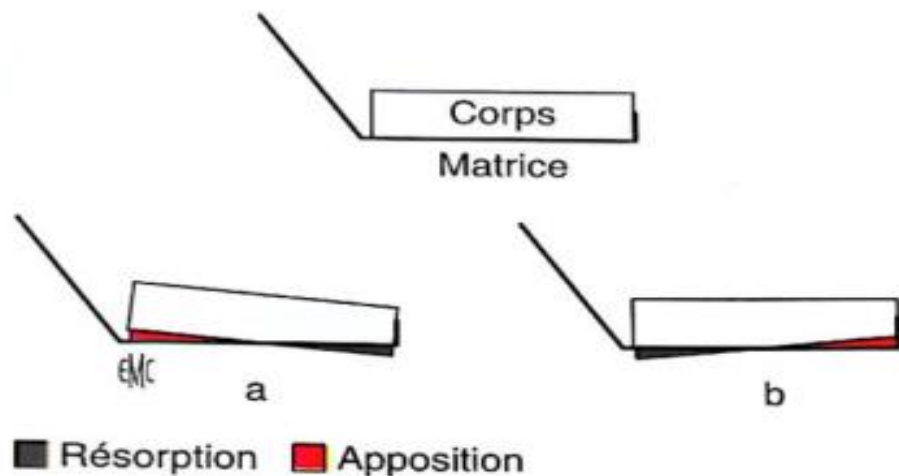 Corps
Matrice
EMC
a
b
Résorption
Apposition